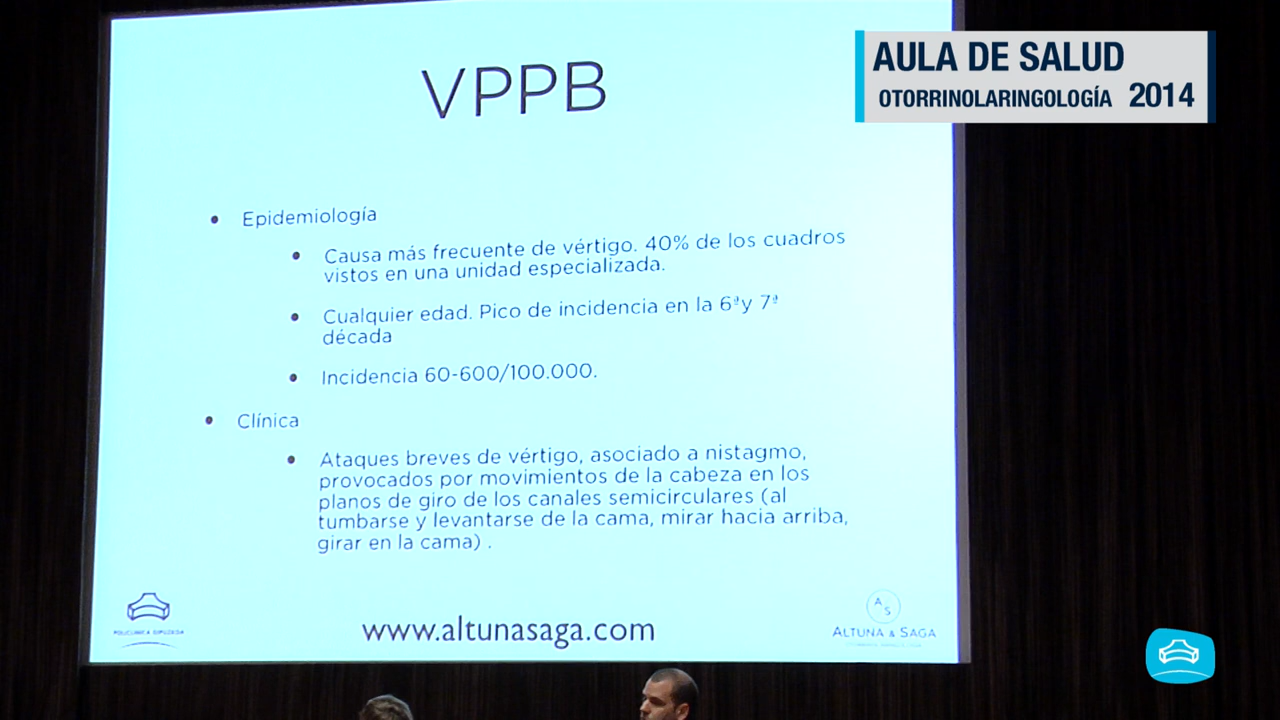 AULA DE SALUD
OTORRINOLARINGOLOGÍA 2014
VPPB
• Epidemiología
• Causa más frecuente de vértigo. 40% de los cuadros
vistos en una unidad especializada.
• Cualquier edad. Pico de incidencia en la 6ª y 7ª
década
• Incidencia 60-600/100.000.
• Clínica
• Ataques breves de vértigo, asociado a nistagmo,
provocados por movimientos de la cabeza en los
planos de giro de los canales semicirculares (al
tumbarse y levantarse de la cama, mirar hacia arriba,
girar en la cama) .
POLICLINICA GIPUZKOA
www.altunasaga.com
A S
ALTUNA & SAGA